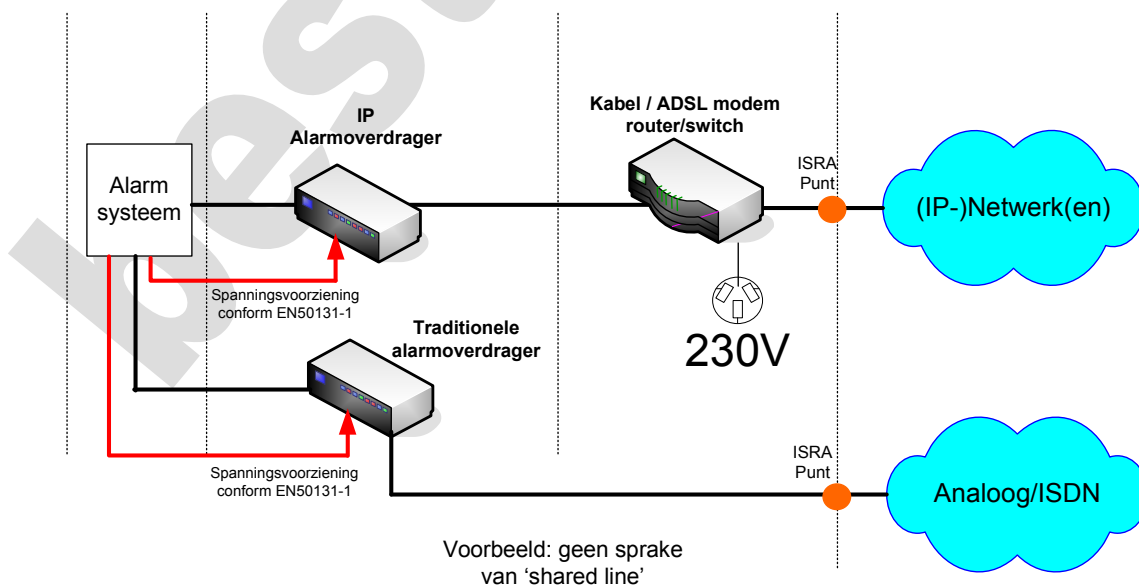 IP
Alarmoverdrager
Kabel / ADSL modem
router/switch
Alarm
systeem
ISRA
Punt
(IP-)Netwerk(en)
Spanningsvoorziening
conform EN50131-1
Traditionele
alarmoverdrager
230V
Spanningsvoorziening
conform EN50131-1
ISRA
Punt
Analoog/ISDN
Voorbeeld: geen sprake
van ‘shared line’